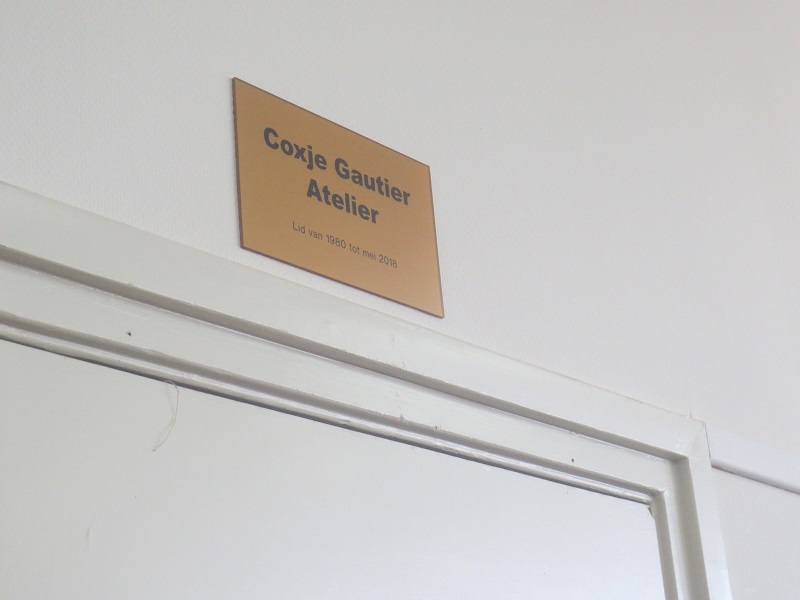 Coxje Gautier
Atelier
Lid van 1980 tot mei 2018